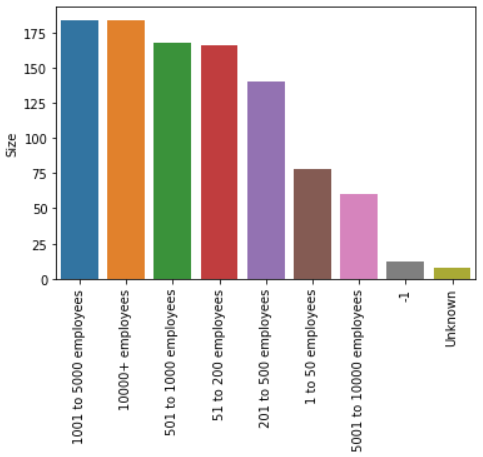 175
150
125
100
75
50
25
0
Size
1001 to 5000 employees
10000+ employees
501 to 1000 employees
51 to 200 employees
201 to 500 employees
1 to 50 employees
5001 to 10000 employees
-1
Unknown